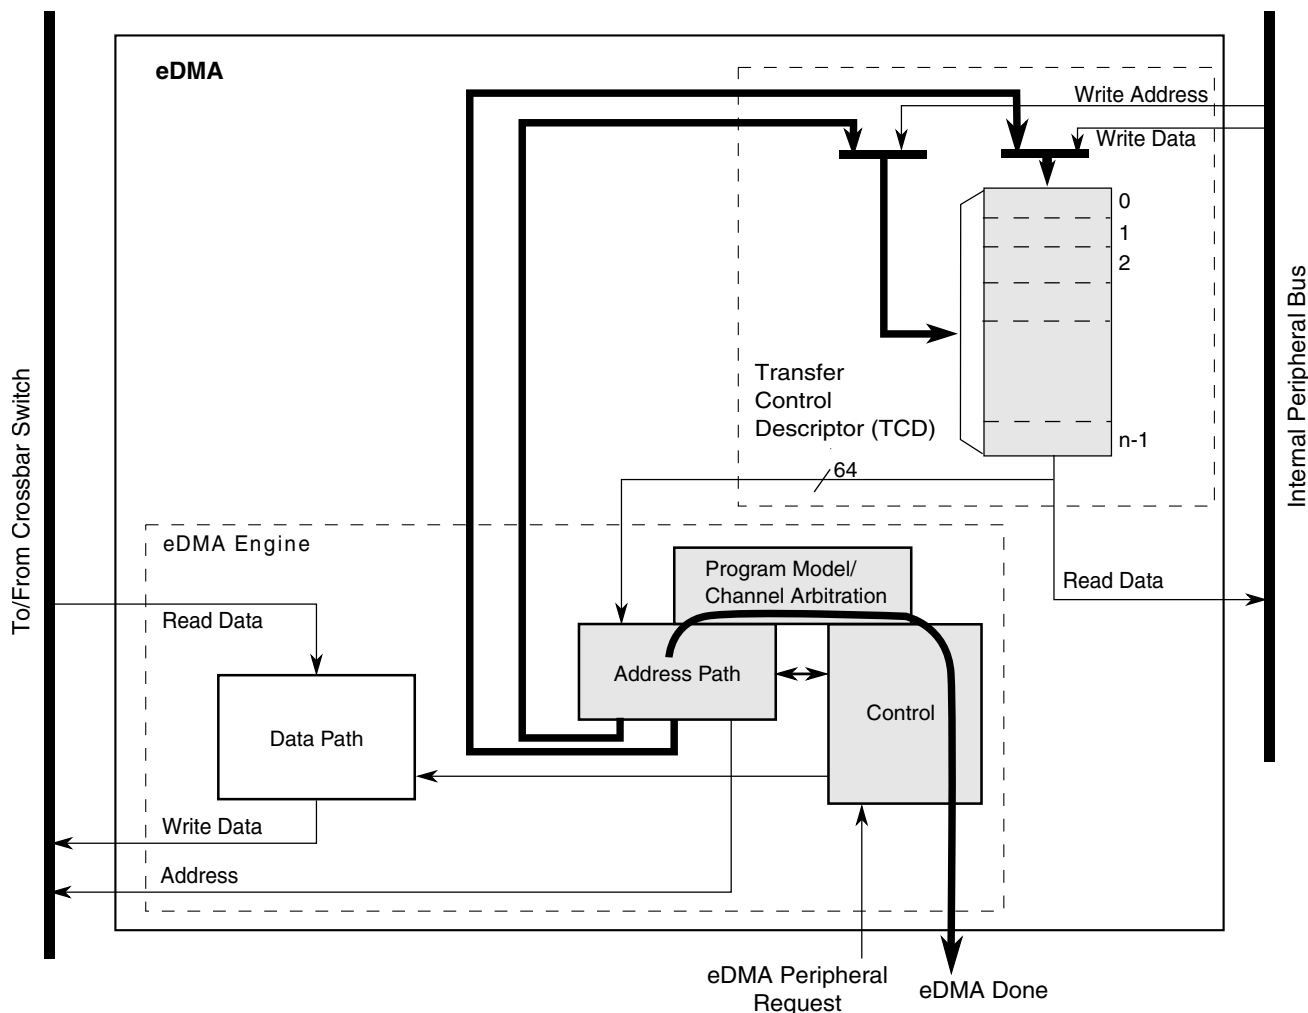 eDMA
Write Address
Write Data
0
1
2
n-1
Transfer
Control
Descriptor (TCD)
64
To/From Crossbar Switch
Internal Peripheral Bus
eDMA Engine
Program Model/
Channel Arbitration
Read Data
Read Data
Address Path
Control
Data Path
Write Data
Address
eDMA Peripheral
Request
eDMA Done